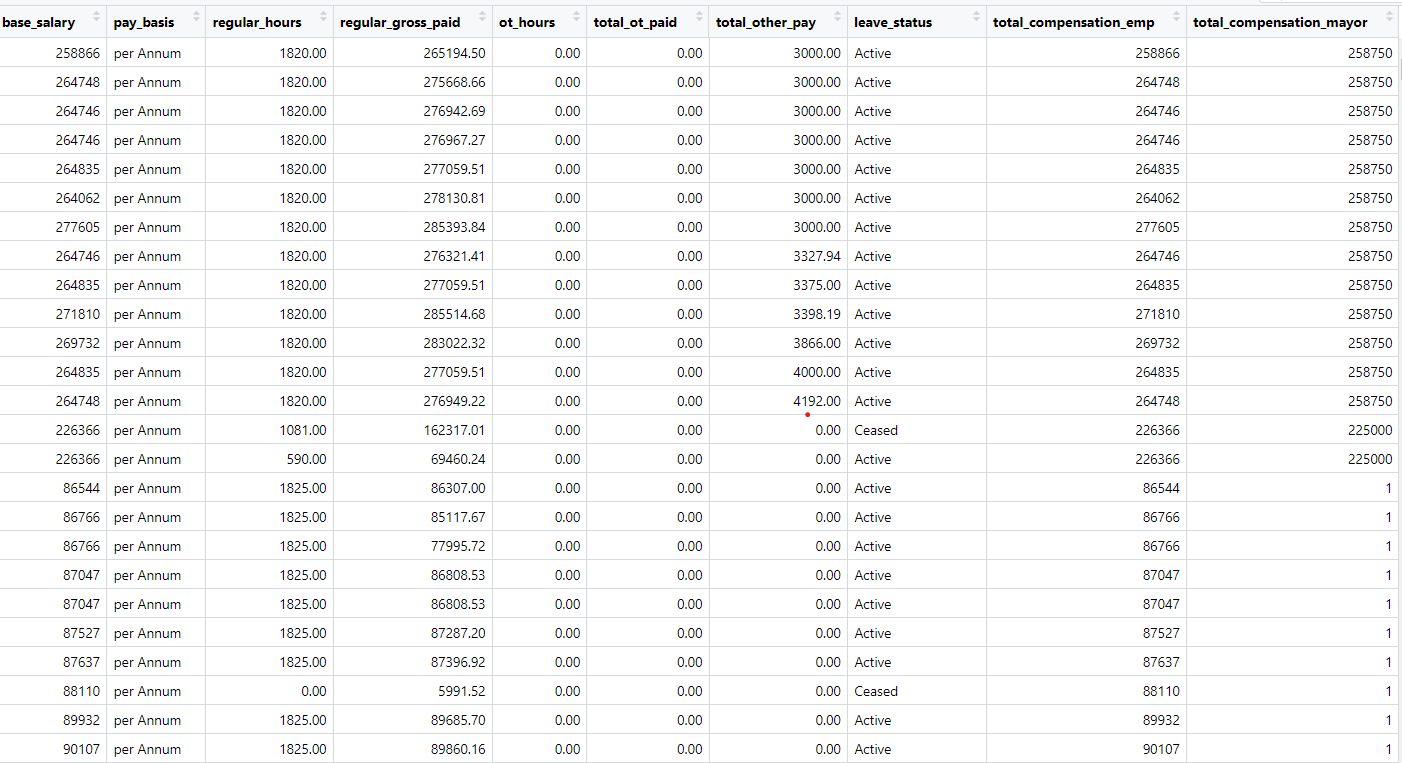 base_salary pay_basis regular_hours regular_gross_paid ot_hours total_ot_paid total_other_pay leave_status total_compensation_emp total_compensation_mayor
258866 per Annum 1820.00 265194.50 0.00 0.00 3000.00 Active 258866 258750
264748 per Annum 1820.00 275668.66 0.00 0.00 3000.00 Active 264748 258750
264746 per Annum 1820.00 276942.69 0.00 0.00 3000.00 Active 264746 258750
264746 per Annum 1820.00 276967.27 0.00 0.00 3000.00 Active 264746 258750
264835 per Annum 1820.00 277059.51 0.00 0.00 3000.00 Active 264835 258750
264062 per Annum 1820.00 278130.81 0.00 0.00 3000.00 Active 264062 258750
277605 per Annum 1820.00 285393.84 0.00 0.00 3000.00 Active 277605 258750
264746 per Annum 1820.00 276321.41 0.00 0.00 3327.94 Active 264746 258750
264835 per Annum 1820.00 277059.51 0.00 0.00 3375.00 Active 264835 258750
271810 per Annum 1820.00 285514.68 0.00 0.00 3398.19 Active 271810 258750
269732 per Annum 1820.00 283022.32 0.00 0.00 3866.00 Active 269732 258750
264835 per Annum 1820.00 277059.51 0.00 0.00 4000.00 Active 264835 258750
264748 per Annum 1820.00 276949.22 0.00 0.00 4192.00 Active 264748 258750
226366 per Annum 1081.00 162317.01 0.00 0.00 0.00 Ceased 226366 225000
226366 per Annum 590.00 69460.24 0.00 0.00 0.00 Active 226366 225000
86544 per Annum 1825.00 86307.00 0.00 0.00 0.00 Active 86544 1
86766 per Annum 1825.00 85117.67 0.00 0.00 0.00 Active 86766 1
86766 per Annum 1825.00 77995.72 0.00 0.00 0.00 Active 86766 1
87047 per Annum 1825.00 86808.53 0.00 0.00 0.00 Active 87047 1
87047 per Annum 1825.00 86808.53 0.00 0.00 0.00 Active 87047 1
87527 per Annum 1825.00 87287.20 0.00 0.00 0.00 Active 87527 1
87637 per Annum 1825.00 87396.92 0.00 0.00 0.00 Active 87637 1
88110 per Annum 0.00 5991.52 0.00 0.00 0.00 Ceased 88110 1
89932 per Annum 1825.00 89685.70 0.00 0.00 0.00 Active 89932 1
90107 per Annum 1825.00 89860.16 0.00 0.00 0.00 Active 90107 1